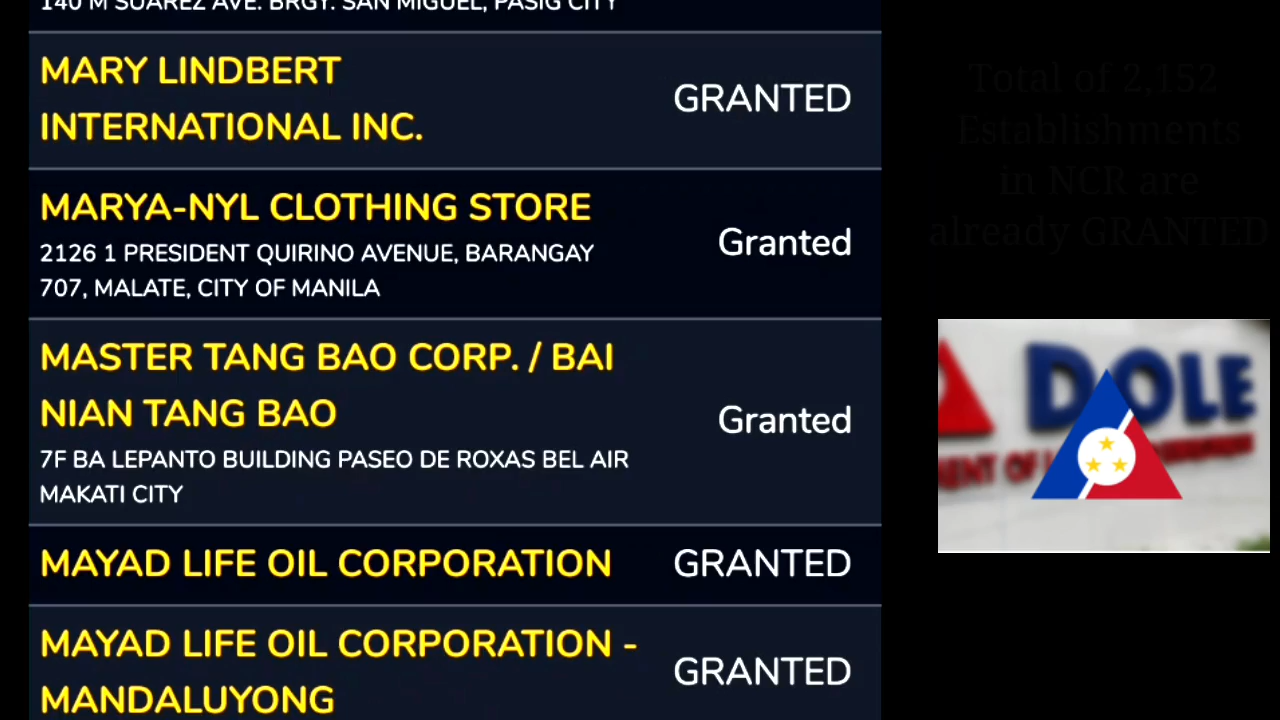 140 M SUAREZ AVE. BRGY. SAN MIGUEL, PASIG CITY
MARY LINDBERT
INTERNATIONAL INC.
GRANTED
MARYA-NYL CLOTHING STORE
2126 1 PRESIDENT QUIRINO AVENUE, BARANGAY
707, MALATE, CITY OF MANILA
Granted
MASTER TANG BAO CORP. / BAI
NIAN TANG BAO
7F BA LEPANTO BUILDING PASEO DE ROXAS BEL AIR
MAKATI CITY
Granted
MAYAD LIFE OIL CORPORATION
GRANTED
MAYAD LIFE OIL CORPORATION -
MANDALUYONG
GRANTED
Total of 2,152
Establishments
in NCR are
already GRANTED
DOLE